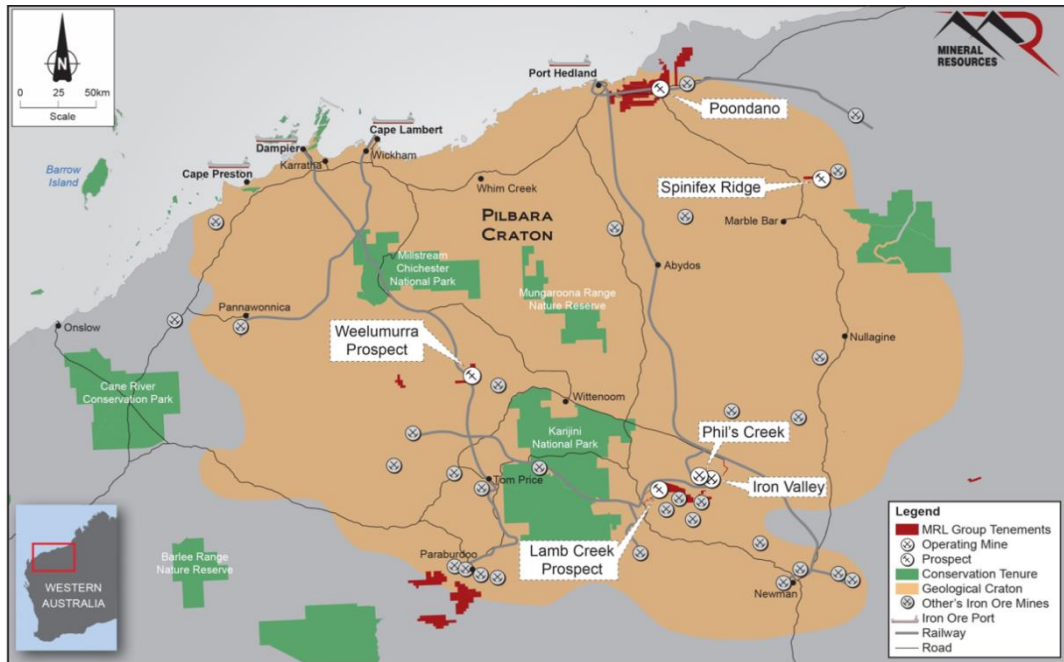 N
0 25 50km
Scale
MINERAL
RESOURCES
Port Hedland
Poondano
Cape Lambert
Dampier
Wickham
Karratha
Cape Preston
Barrow
Island
Whim Creek
Spinifex Ridge
PILBARA
CRATON
Marble Bar
Millstream
Chichester
National Park
Abydos
Mungaroona Range
Nature Reserve
Pannawonnica
Onslow
Weelumurra
Prospect
Nullagine
Cane River
Conservation Park
Wittenoom
Karijini
National Park
Phil's Creek
Tom Price
Iron Valley
Lamb Creek
Prospect
Paraburdoo
Barlee Range
Nature Reserve
Newman
WESTERN
AUSTRALIA
Legend
MRL Group Tenements
Operating Mine
Prospect
Conservation Tenure
Geological Craton
Other's Iron Ore Mines
Iron Ore Port
Railway
Road